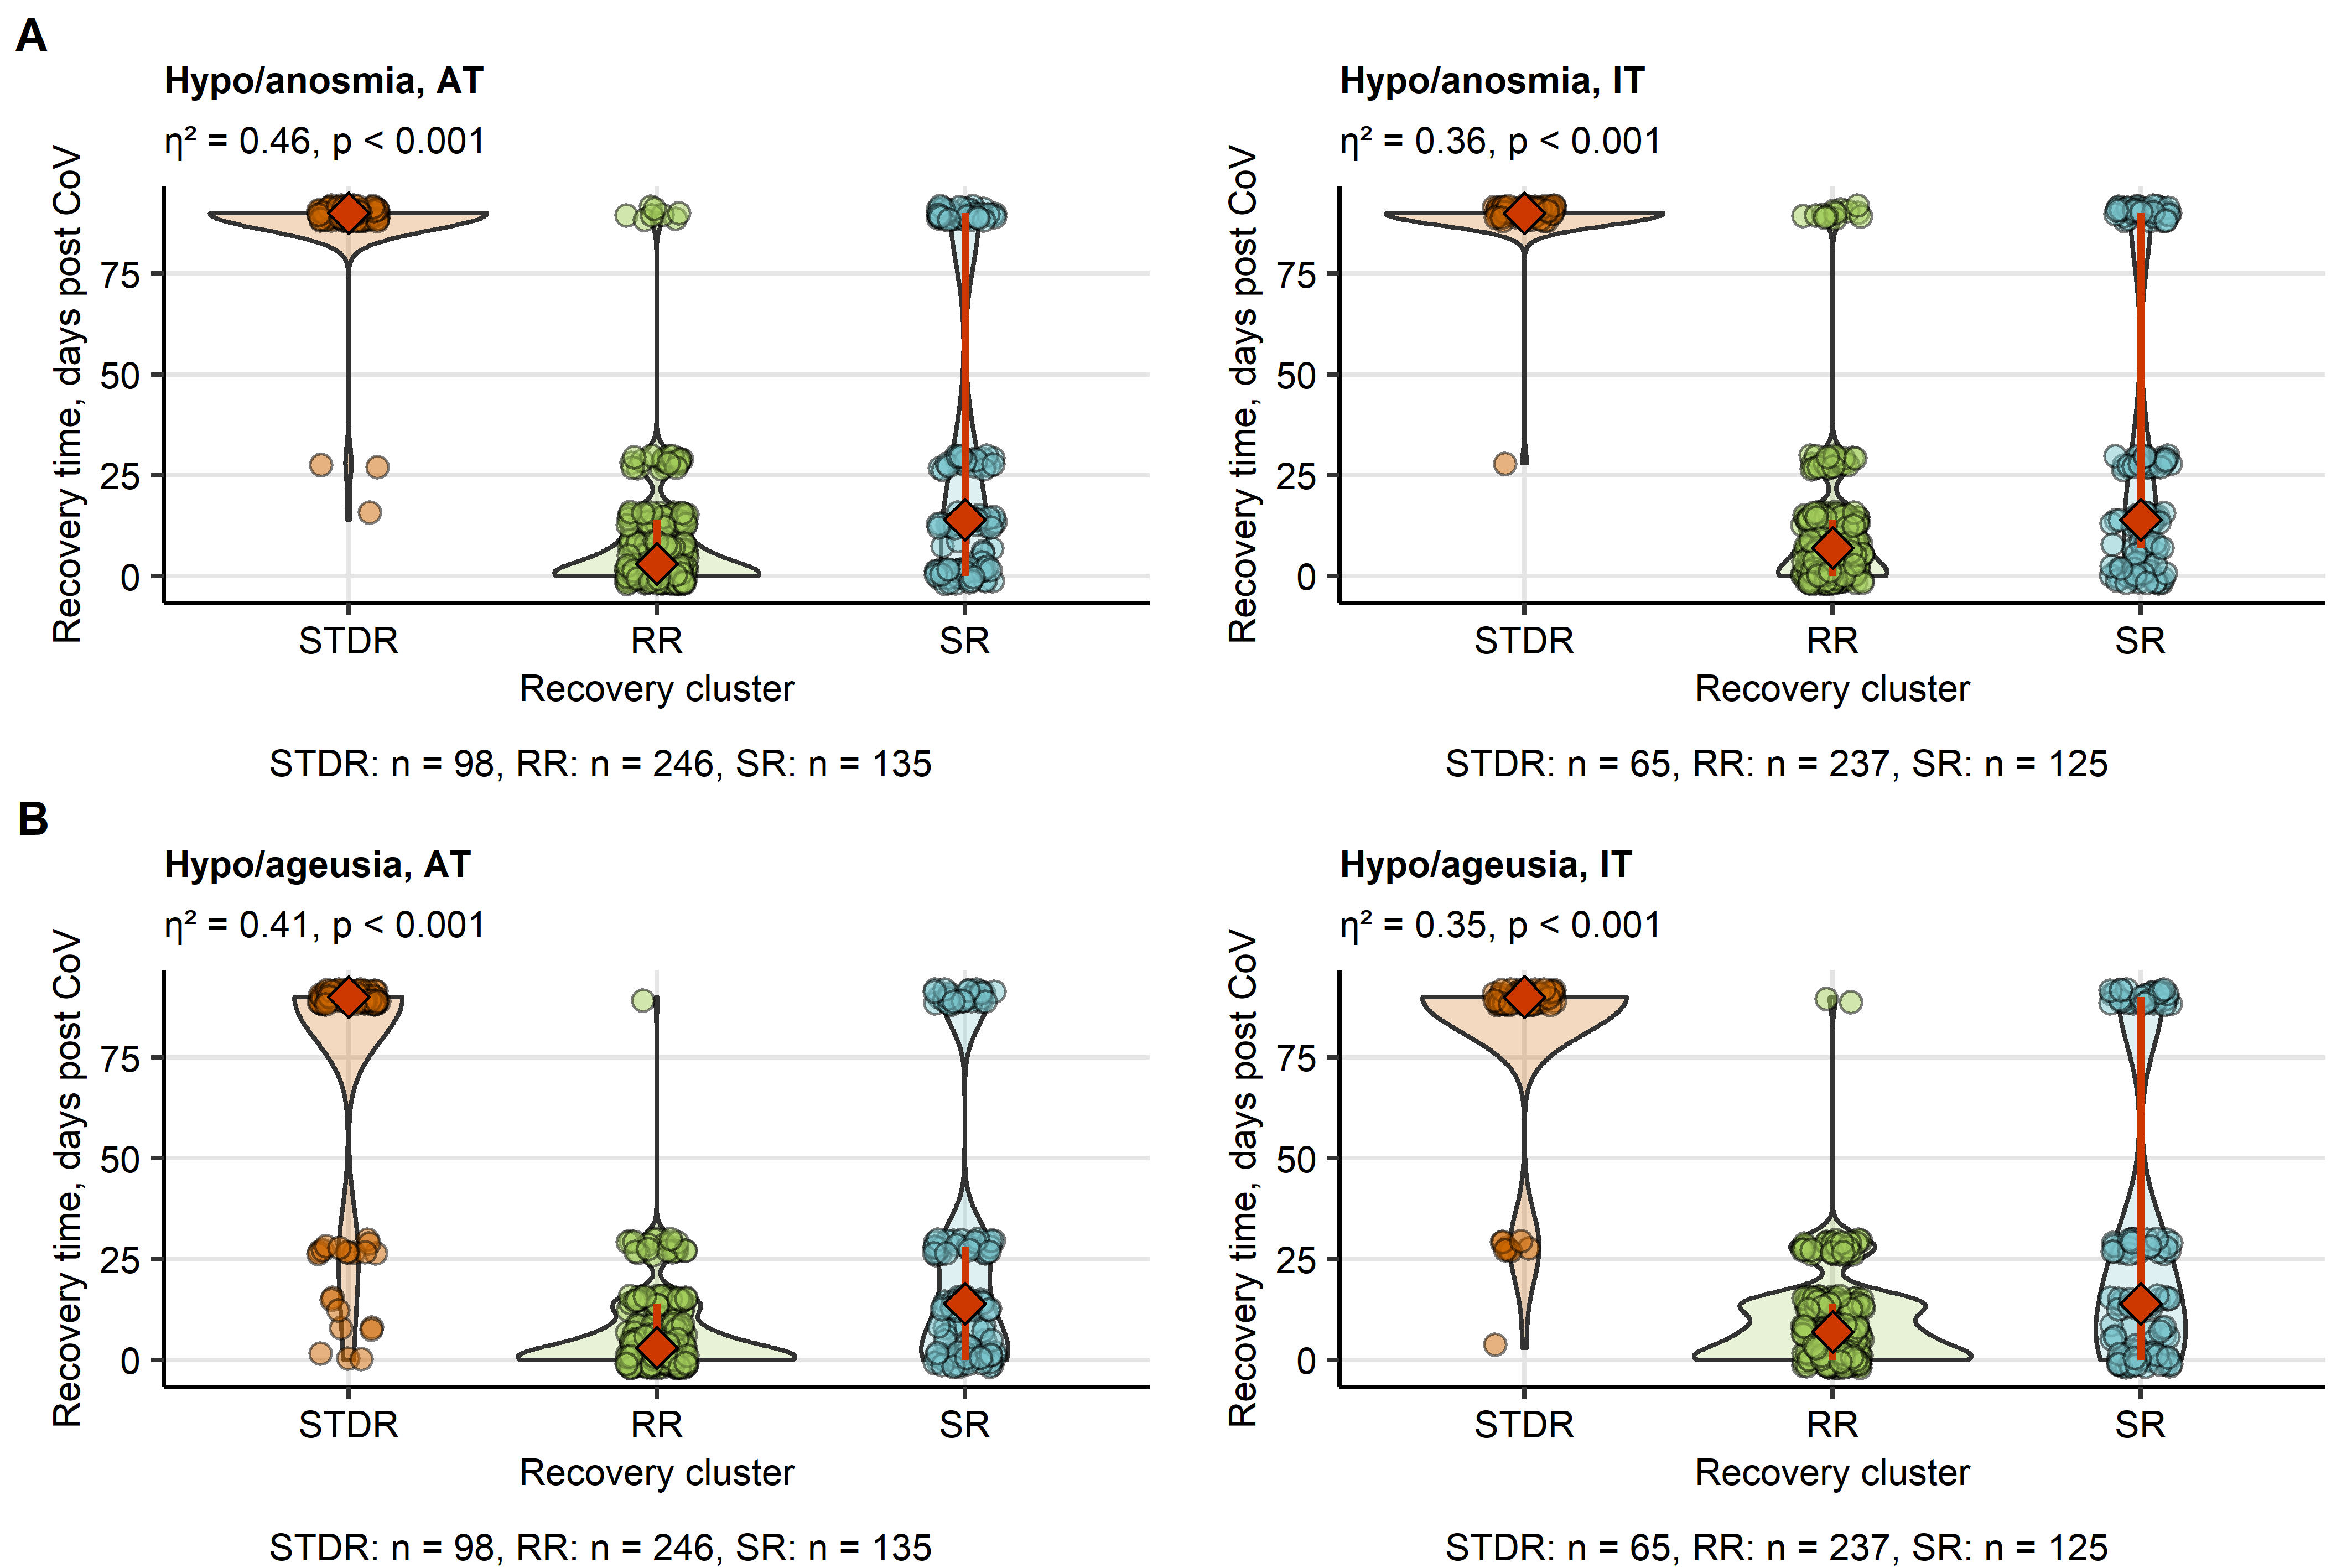 A
Hypo/anosmia, AT
η² = 0.46, p < 0.001
Recovery time, days post CoV
75
50
25
0
STDR RR SR
Recovery cluster
STDR: n = 98, RR: n = 246, SR: n = 135
Hypo/anosmia, IT
η² = 0.36, p < 0.001
Recovery time, days post CoV
75
50
25
0
STDR RR SR
Recovery cluster
STDR: n = 65, RR: n = 237, SR: n = 125
B
Hypo/ageusia, AT
η² = 0.41, p < 0.001
Recovery time, days post CoV
75
50
25
0
STDR RR SR
Recovery cluster
STDR: n = 98, RR: n = 246, SR: n = 135
Hypo/ageusia, IT
η² = 0.35, p < 0.001
Recovery time, days post CoV
75
50
25
0
STDR RR SR
Recovery cluster
STDR: n = 65, RR: n = 237, SR: n = 125